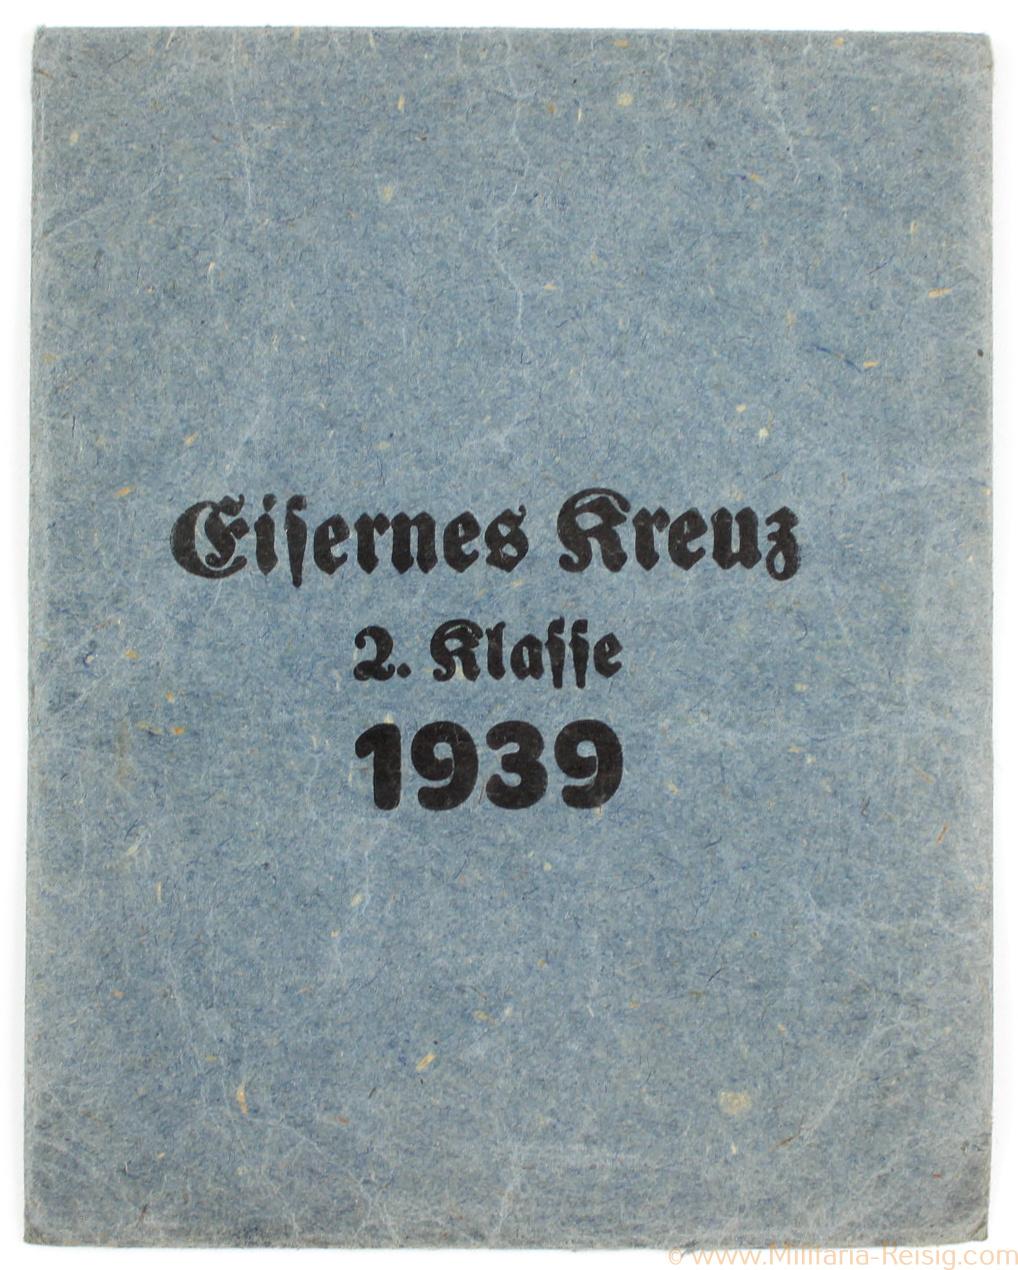 Eiſernes Kreuz
2. Klaſſe
1939
© www.Militaria-Reisig.com